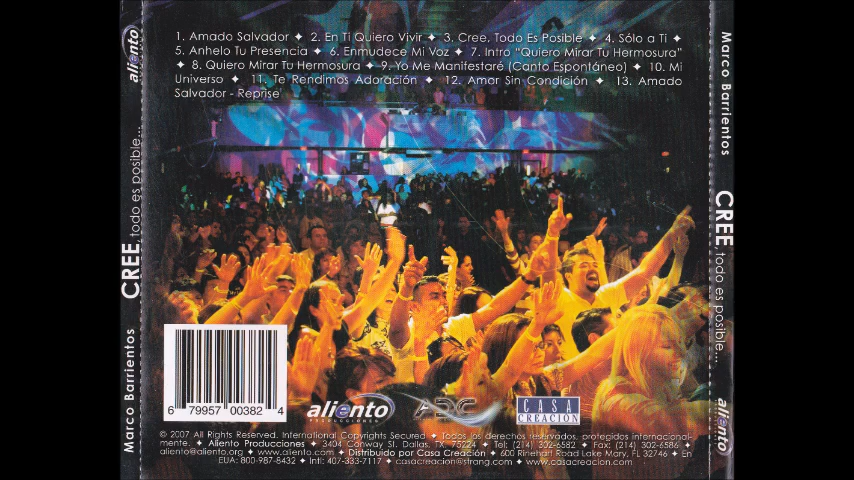 1. Amado Salvador ✦ 2. En Ti Quiero Vivir ✦ 3. Cree, Todo Es Posible ✦ 4. Sólo a Ti ✦
5. Anhelo Tu Presencia ✦ 6. Enmudece Mi Voz ✦ 7. Intro "Quiero Mirar Tu Hermosura"
✦ 8. Quiero Mirar Tu Hermosura ✦ 9. Yo Me Manifestaré (Canto Espontáneo) ✦ 10. Mi
Universo ✦ 11. Te Rendimos Adoración ✦ 12. Amor Sin Condición ✦ 13. Amado
Salvador - Reprise
aliento
Marco Barrientos CREE, todo es posible...
Marco Barrientos CREE, todo es posible...
aliento
6 79957 00382 4
aliento
PRODUCCIONES
CASA
CREACIÓN
© 2007 All Rights Reserved. International Copyrights Secured ✦ Todos los derechos reservados, protegidos internacional-
mente. ✦ Aliento Producciones ✦ 3404 Conway St. Dallas, TX 75224 ✦ Tel: (214) 302-6582 ✦ Fax: (214) 302-6586 ✦
aliento@aliento.org ✦ www.aliento.com ✦ Distribuido por Casa Creación ✦ 600 Rinehart Road Lake Mary, FL 32746 ✦ En
EUA: 800-987-8432 ✦ Intl: 407-333-7117 ✦ casacreacion@strang.com ✦ www.casacreacion.com